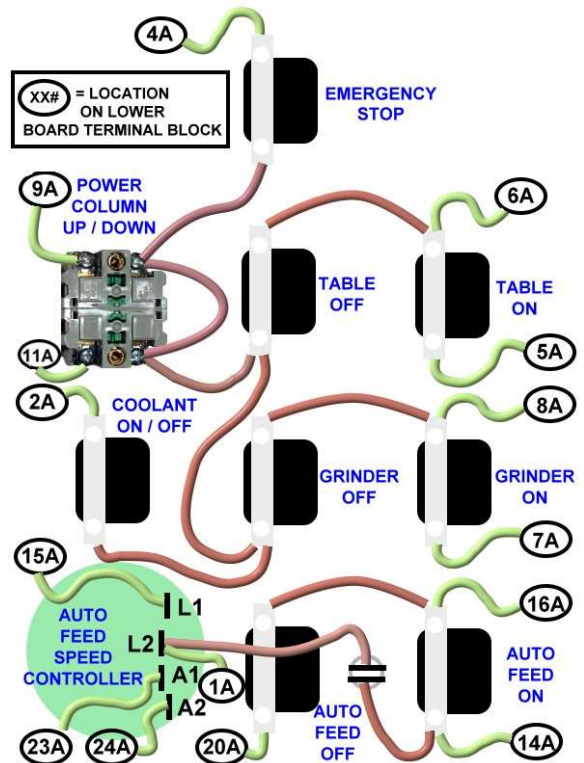 4A
XX# = LOCATION
ON LOWER
BOARD TERMINAL BLOCK
EMERGENCY
STOP
9A
POWER
COLUMN
UP / DOWN
6A
TABLE
OFF
TABLE
ON
11A
5A
2A
COOLANT
ON / OFF
8A
GRINDER
OFF
GRINDER
ON
7A
15A
L1
16A
AUTO
FEED
SPEED
CONTROLLER
L2
A1
1A
A2
AUTO
FEED
OFF
AUTO
FEED
ON
23A
24A
20A
14A